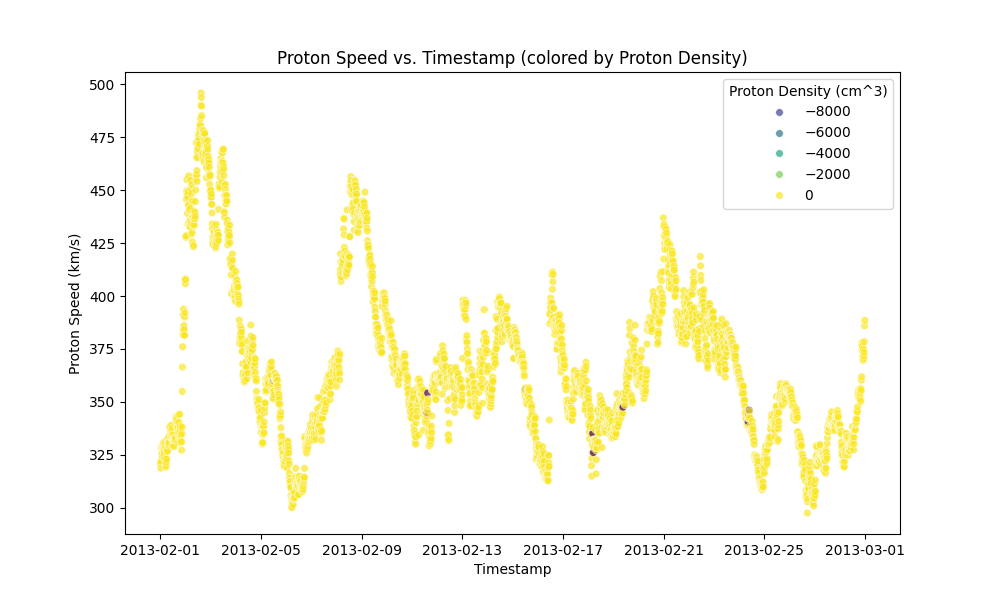 Proton Speed vs. Timestamp (colored by Proton Density)
Proton Density (cm^3)
−8000
−6000
−4000
−2000
0
500
475
450
425
400
375
350
325
300
Proton Speed (km/s)
2013-02-01 2013-02-05 2013-02-09 2013-02-13 2013-02-17 2013-02-21 2013-02-25 2013-03-01
Timestamp